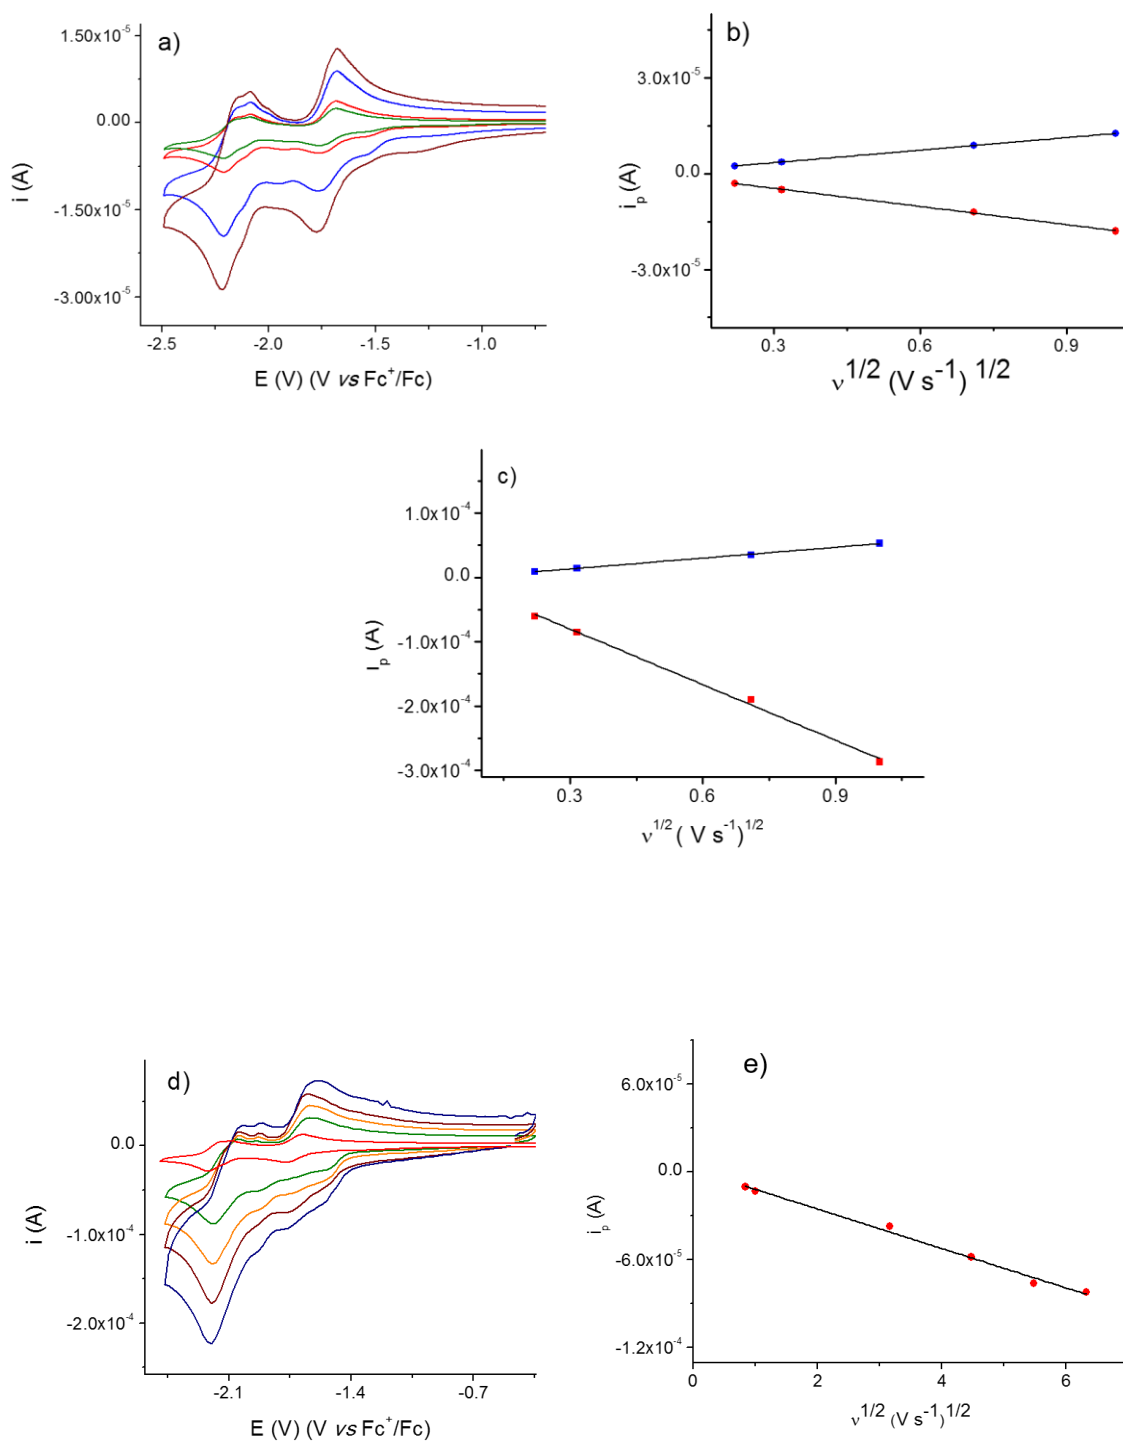 a)
1.50x10⁻⁵
0.00
-1.50x10⁻⁵
-3.00x10⁻⁵
i (A)
-2.5 -2.0 -1.5 -1.0
E (V) (V vs Fc⁺/Fc)
b)
3.0x10⁻⁵
0.0
-3.0x10⁻⁵
iₚ (A)
0.3 0.6 0.9
ν^1/2 (V s⁻¹) ^1/2
c)
1.0x10⁻⁴
0.0
-1.0x10⁻⁴
-2.0x10⁻⁴
-3.0x10⁻⁴
Iₚ (A)
0.3 0.6 0.9
ν^1/2 ( V s⁻¹)^1/2
d)
0.0
-1.0x10⁻⁴
-2.0x10⁻⁴
i (A)
-2.1 -1.4 -0.7
E (V) (V vs Fc⁺/Fc)
e)
6.0x10⁻⁵
0.0
-6.0x10⁻⁵
-1.2x10⁻⁴
iₚ (A)
0 2 4 6
ν^1/2 (V s⁻¹)^1/2